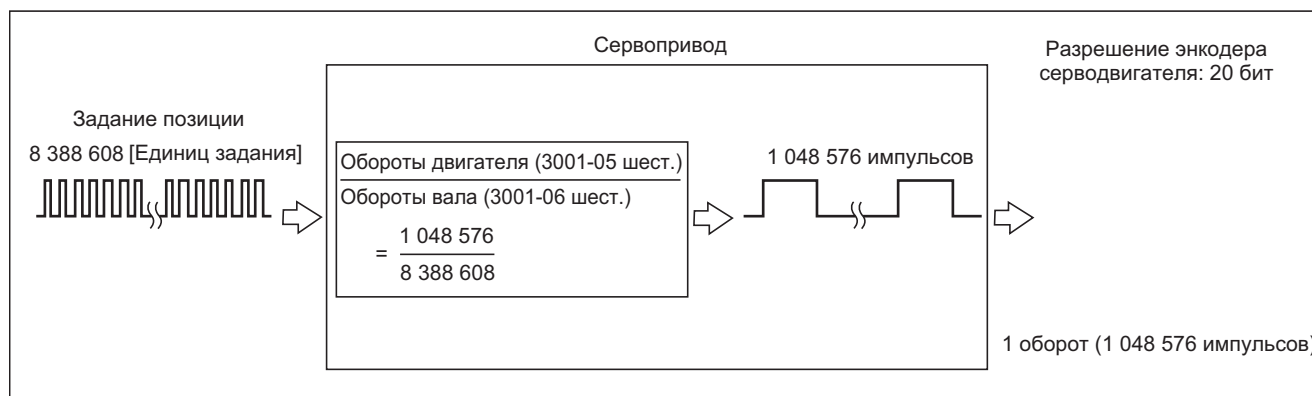 Сервопривод
Разрешение энкодера
серводвигателя: 20 бит
Задание позиции
8 388 608 [Единиц задания]
Обороты двигателя (3001-05 шест.)
Обороты вала (3001-06 шест.)
= 1 048 576
8 388 608
1 048 576 импульсов
1 оборот (1 048 576 импульсов)